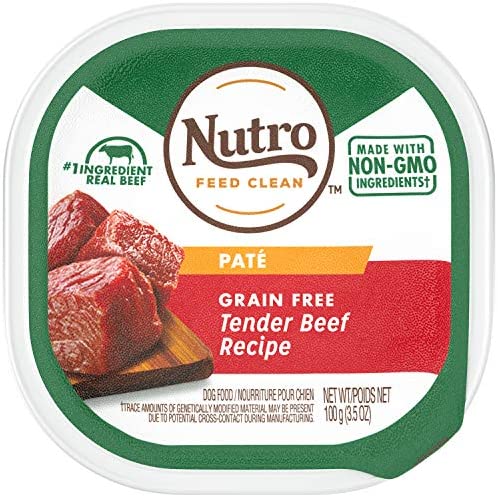 Nutro
FEED CLEAN
™
#1 INGREDIENT
REAL BEEF
MADE WITH
NON-GMO
INGREDIENTS†
PATÉ
GRAIN FREE
Tender Beef
Recipe
DOG FOOD / NOURRITURE POUR CHIEN
†TRACE AMOUNTS OF GENETICALLY MODIFIED MATERIAL MAY BE PRESENT
DUE TO POTENTIAL CROSS-CONTACT DURING MANUFACTURING.
NET WT/POIDS NET
100 g (3.5 OZ)